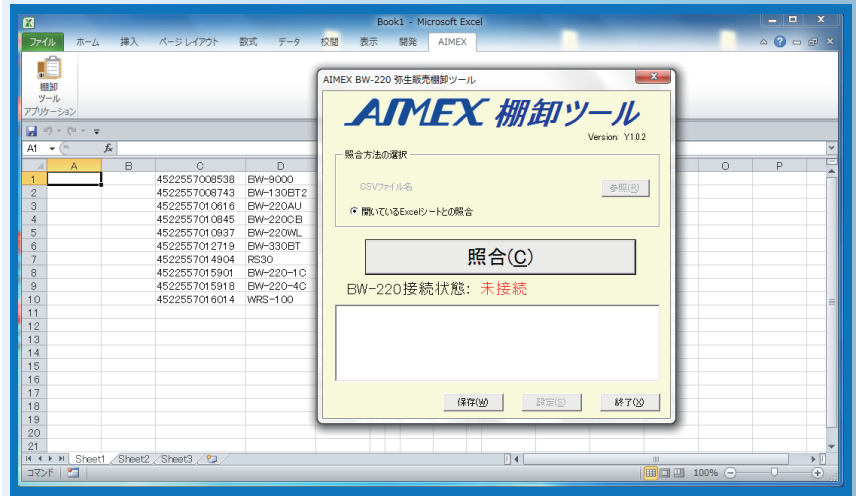 Book1 - Microsoft Excel
ファイル ホーム 挿入 ページ レイアウト 数式 データ 校閲 表示 開発 AIMEX
棚卸
ツール
アプリケーション
A1 fx
A B C D O P
1 4522557008538 BW-9000
2 4522557008743 BW-130BT2
3 4522557010616 BW-220AU
4 4522557010845 BW-220CB
5 4522557010937 BW-220WL
6 4522557012719 BW-330BT
7 4522557014904 RS30
8 4522557015901 BW-220-1C
9 4522557015918 BW-220-4C
10 4522557016014 WRS-100
11
12
13
14
15
16
17
18
19
20
21
Sheet1 Sheet2 Sheet3
コマンド 100%
AIMEX BW-220 弥生販売棚卸ツール
AIMEX 棚卸ツール
Version: Y1.0.2
照合方法の選択
CSVファイル名 参照(R)
開いているExcelシートとの照合
照合(C)
BW-220接続状態: 未接続
保存(W) 設定(S) 終了(X)